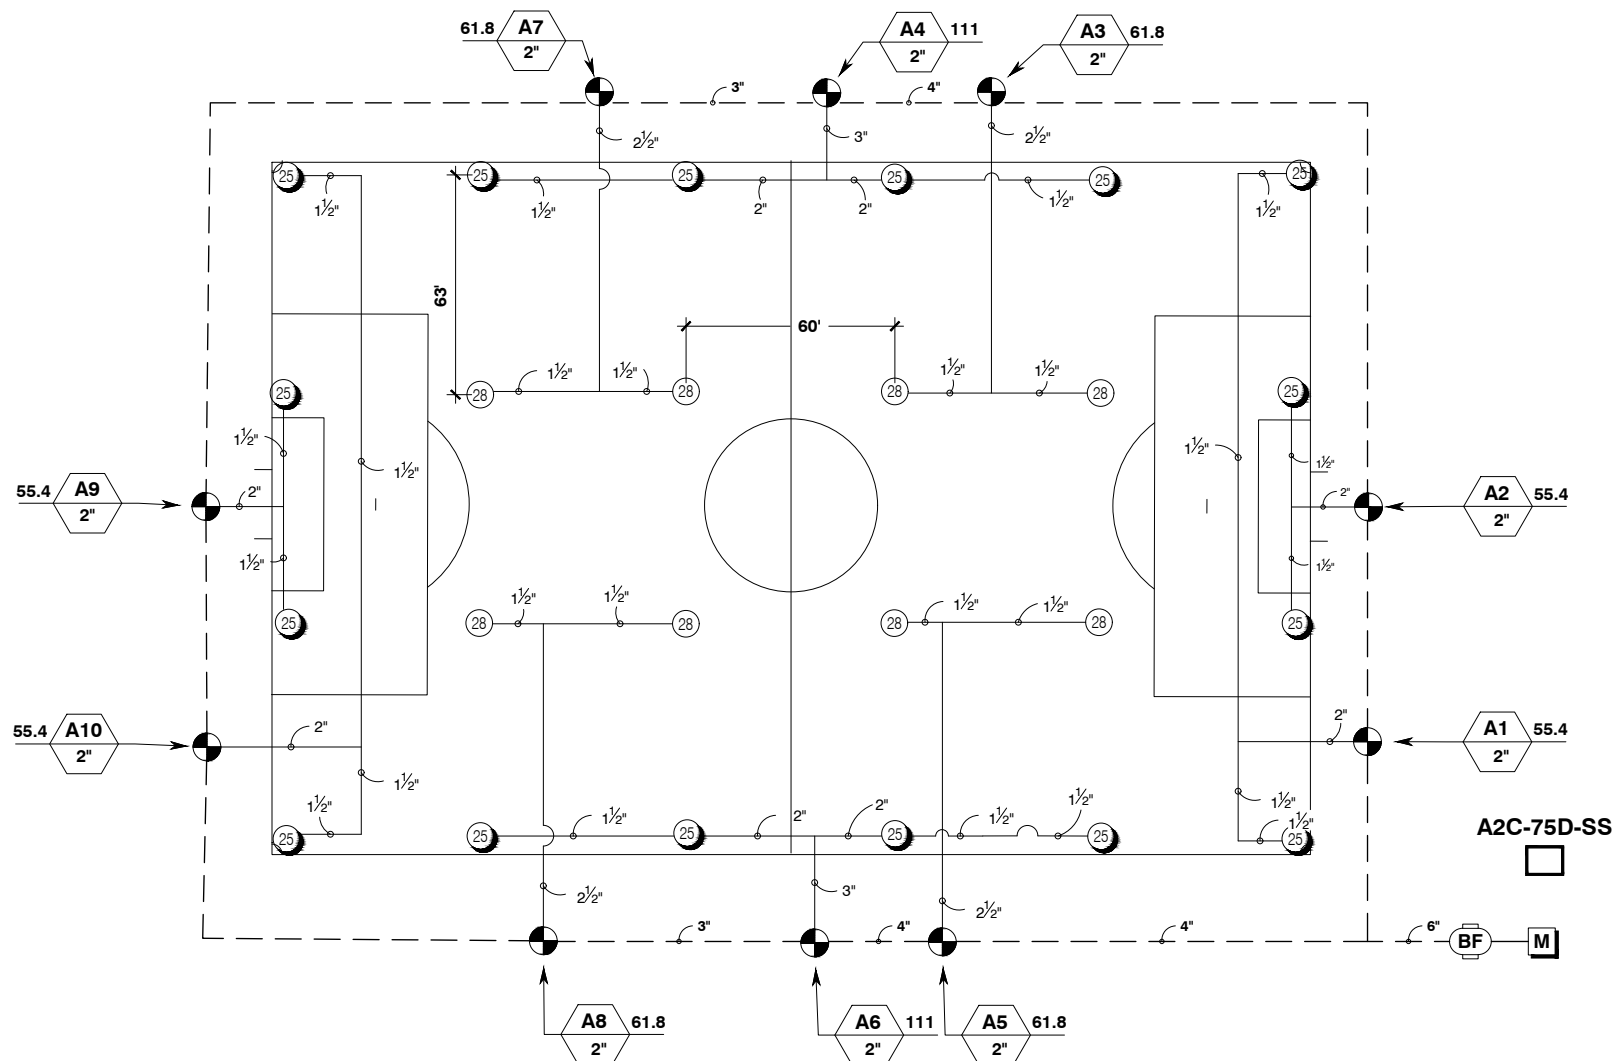 61.8 A7 2"
A4 111 2"
A3 61.8 2"
3"
4"
2½"
3"
2½"
25 25 25 25 25 25
1½" 1½" 2" 2" 1½" 1½"
63'
60'
1½" 1½" 1½" 1½"
25 28 28 28 28 25
1½" 1½" 1½" 1½"
55.4 A9 2"
2"
2"
A2 55.4 2"
1½" 1½"
1½" 1½" 1½" 1½"
25 28 28 28 28 25
55.4 A10 2"
2"
2"
A1 55.4 2"
1½" 1½"
1½" 1½" 2" 2" 1½" 1½" 1½"
25 25 25 25 25 25
A2C-75D-SS
2½" 3" 2½"
3" 4" 4" 6" BF M
A8 61.8 2"
A6 111 2"
A5 61.8 2"